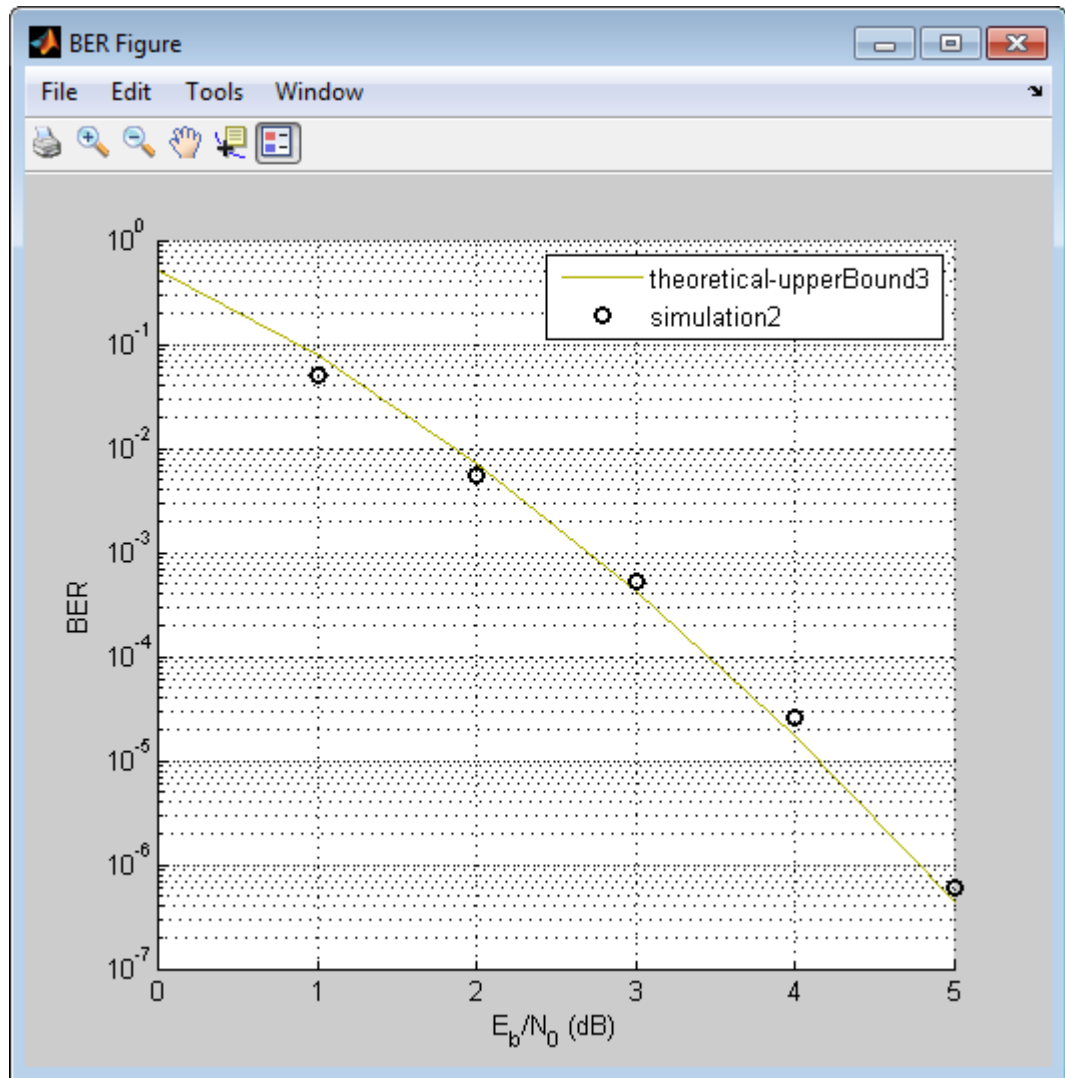 BER Figure
File Edit Tools Window
10^0
10^-1
10^-2
10^-3
10^-4
10^-5
10^-6
10^-7
BER
theoretical-upperBound3
simulation2
0 1 2 3 4 5
E_b/N_0 (dB)